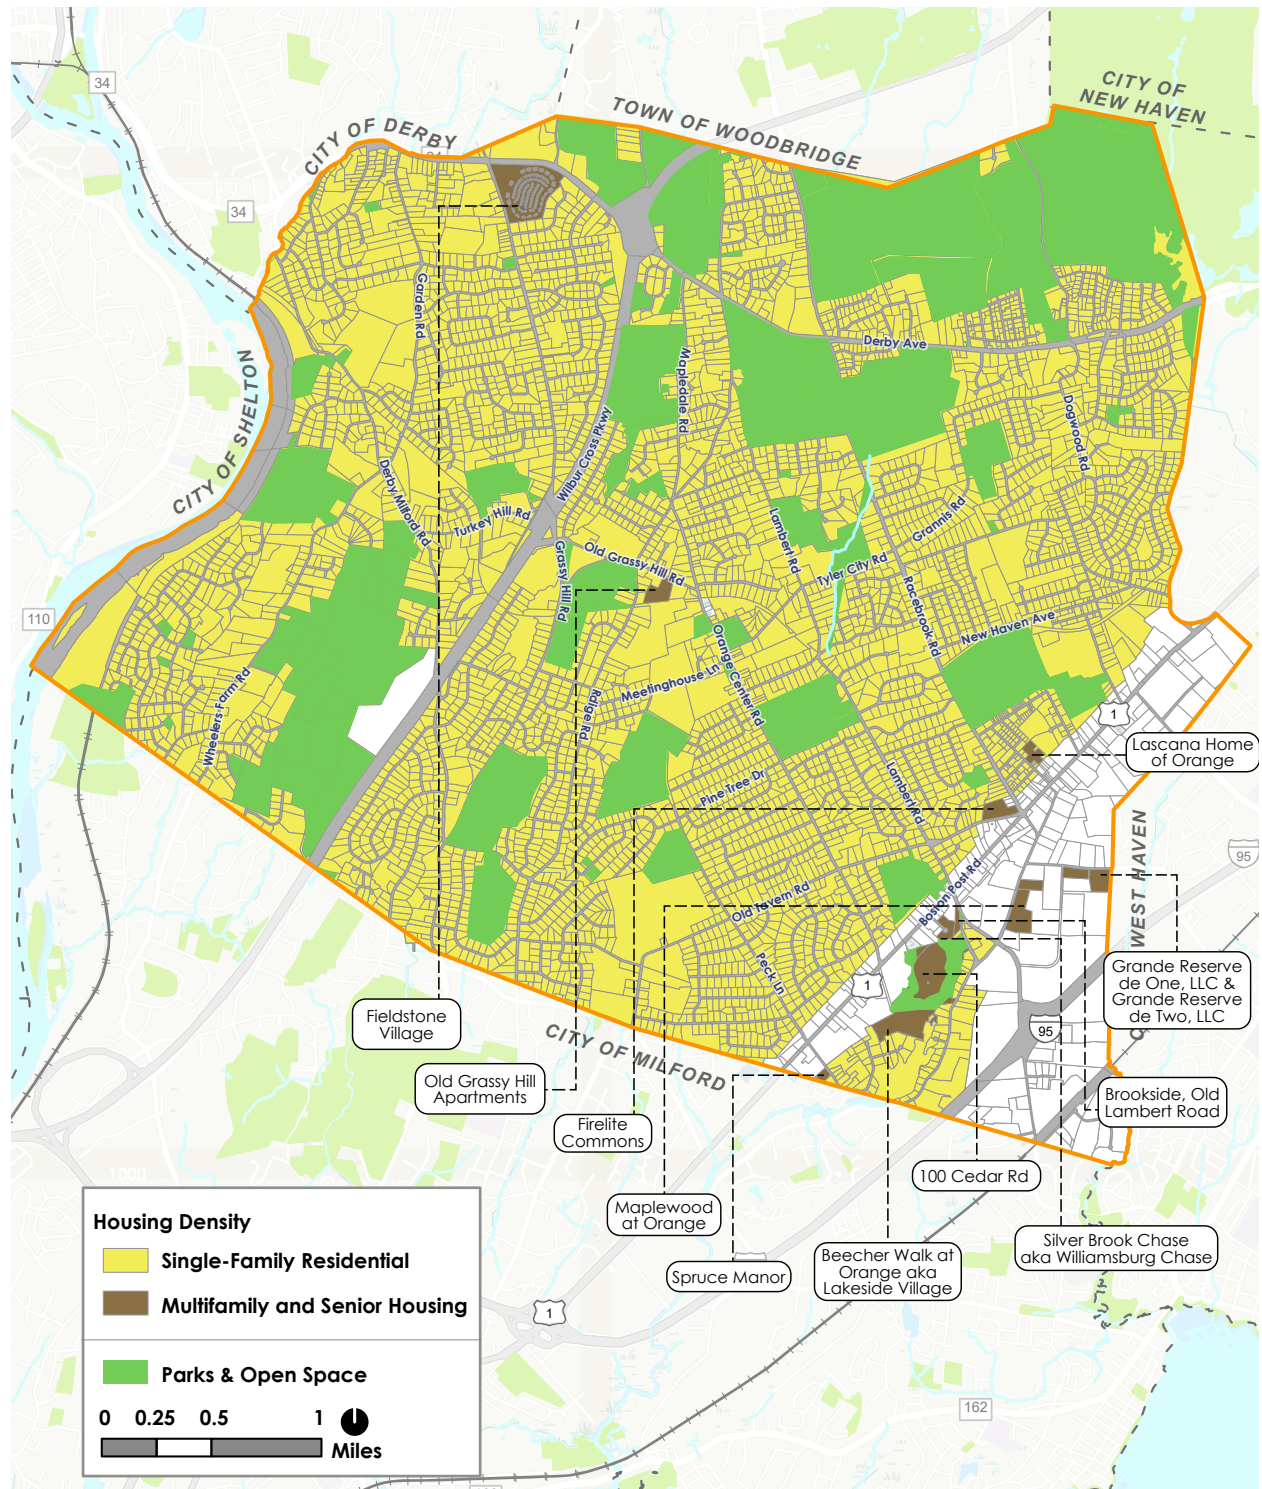 CITY OF
NEW HAVEN
TOWN OF WOODBRIDGE
CITY OF DERBY
34
34
34
Garden Rd
Derby Ave
Mapledale Rd
CITY OF SHELTON
Dogwood Rd
Wilbur Cross Pkwy
Derby Milford Rd
Turkey Hill Rd
Lambert Rd
Grannis Rd
Old Grassy Hill Rd
Grassy Hill Rd
Tyler City Rd
Racebrook Rd
110
New Haven Ave
Orange Center Rd
Meetinghouse Ln
Wheelers Farm Rd
Rdige Rd
1
Lascana Home
of Orange
Pine Tree Dr
Lambert Rd
WEST HAVEN
95
Boston Post Rd
Old Tavern Rd
Peck Ln
1
Grande Reserve
de One, LLC &
Grande Reserve
de Two, LLC
Fieldstone
Village
95
CITY OF MILFORD
Old Grassy Hill
Apartments
Brookside, Old
Lambert Road
Firelite
Commons
100 Cedar Rd
1000
Maplewood
at Orange
Silver Brook Chase
aka Williamsburg Chase
Beecher Walk at
Orange aka
Lakeside Village
Spruce Manor
1
162
Housing Density
Single-Family Residential
Multifamily and Senior Housing
Parks & Open Space
0 0.25 0.5 1
Miles